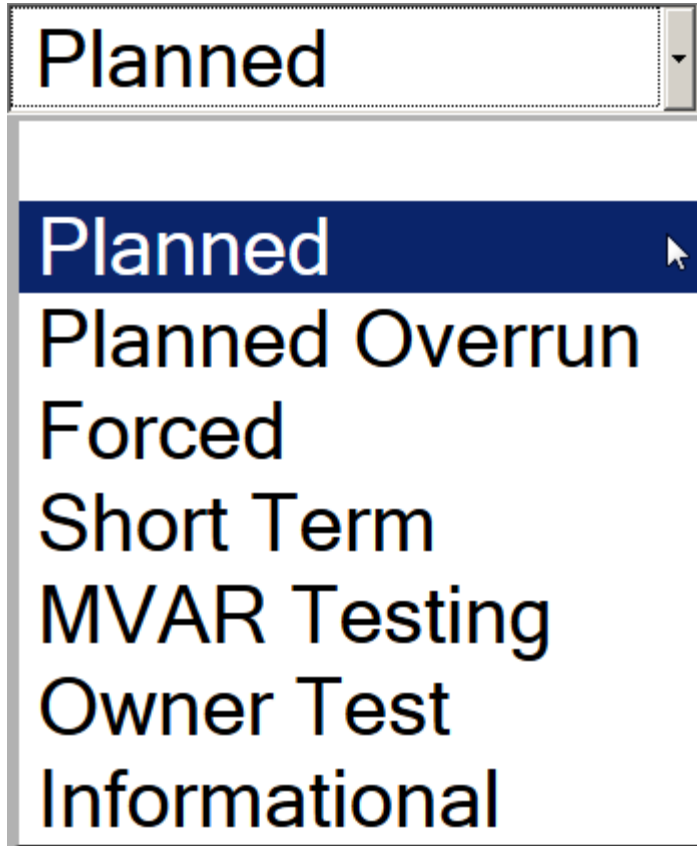 Planned
Planned
Planned Overrun
Forced
Short Term
MVAR Testing
Owner Test
Informational